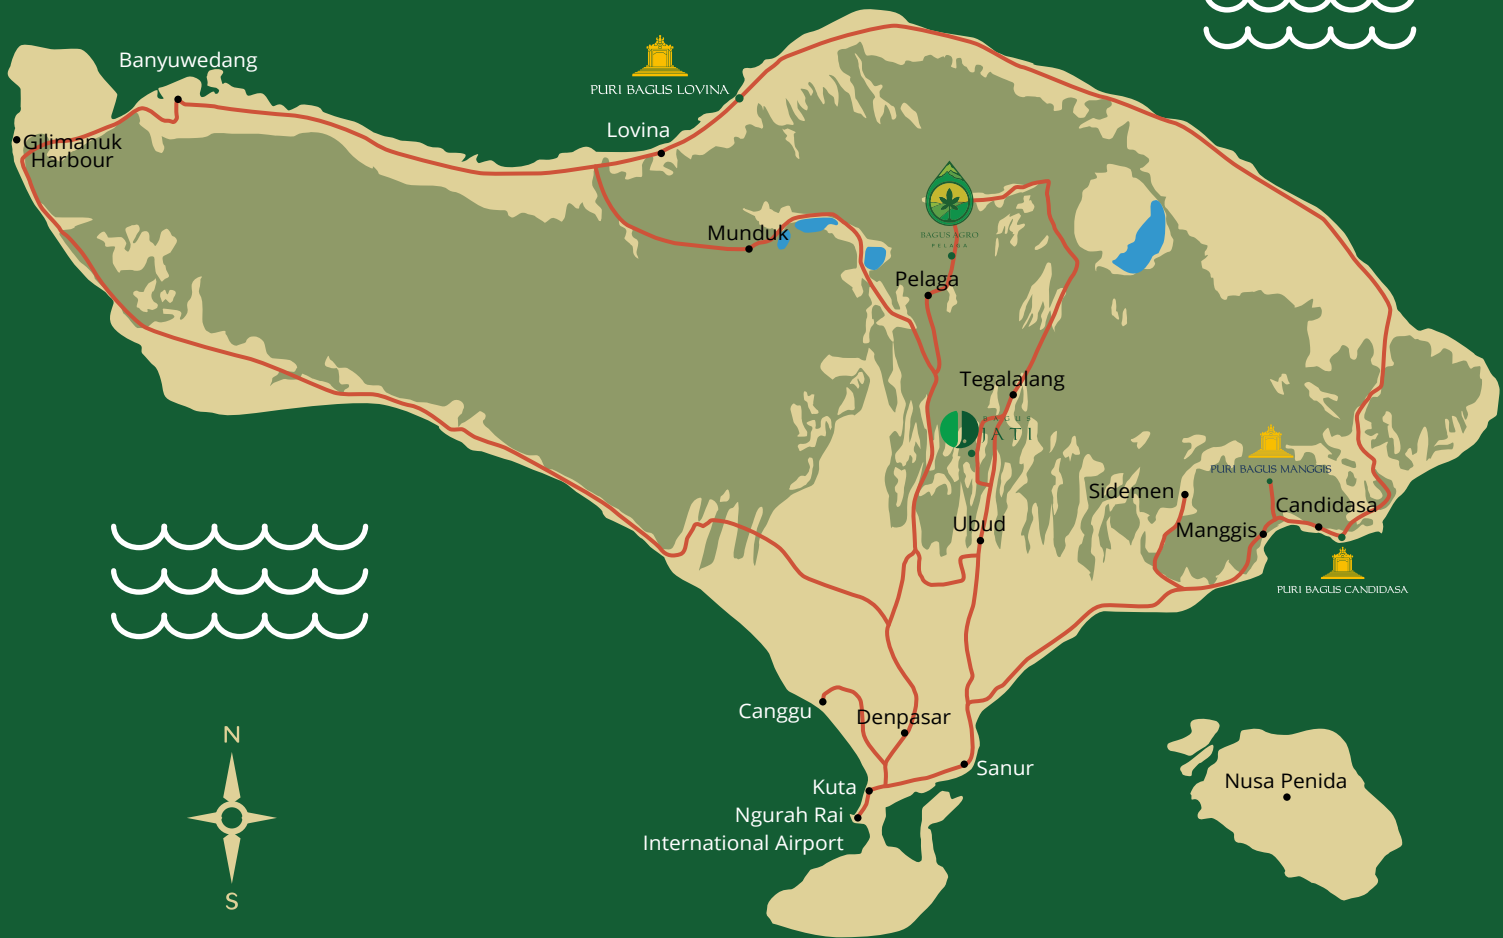 Banyuwedang
PURI BAGUS LOVINA
Lovina
Gilimanuk
Harbour
Munduk
BAGUS AGRO
PELAGA
Pelaga
Tegalalang
BAGUS
JATI
PURI BAGUS MANGGIS
Sidemen
Candidasa
Manggis
Ubud
PURI BAGUS CANDIDASA
Canggu
Denpasar
Sanur
Kuta
Ngurah Rai
International Airport
Nusa Penida
N
S